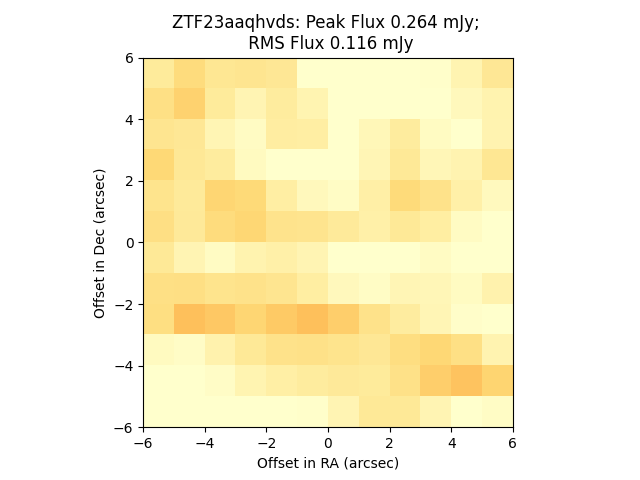 ZTF23aaqhvds: Peak Flux 0.264 mJy;
RMS Flux 0.116 mJy
6
4
2
0
−2
−4
−6
Offset in Dec (arcsec)
−6 −4 −2 0 2 4 6
Offset in RA (arcsec)